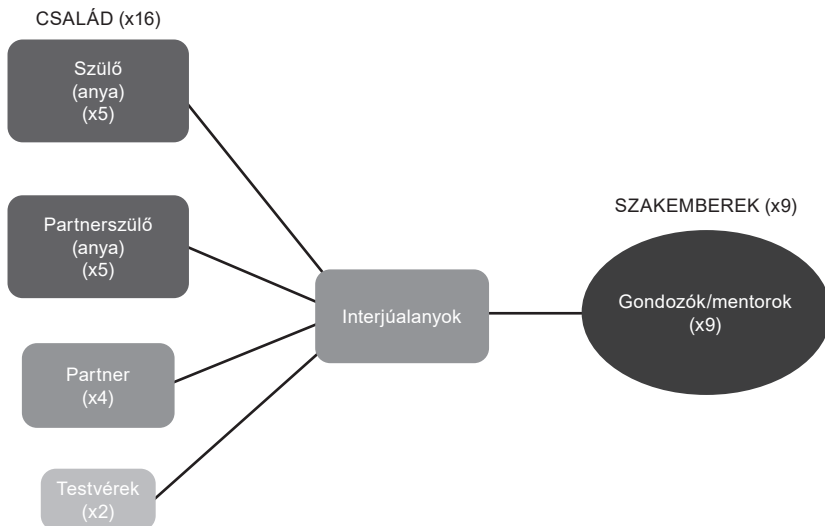 CSALÁD (x16)
Szülő
(anya)
(x5)
Partnerszülő
(anya)
(x5)
Partner
(x4)
Testvérek
(x2)
Interjúalanyok
SZAKEMBEREK (x9)
Gondozók/mentorok
(x9)